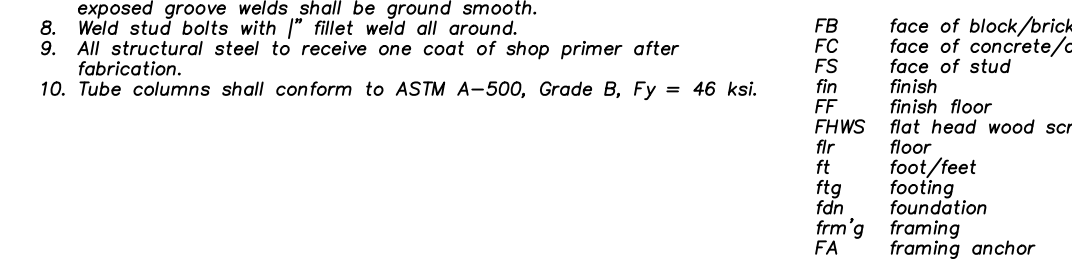 exposed groove welds shall be ground smooth.
8. Weld stud bolts with |" fillet weld all around.
9. All structural steel to receive one coat of shop primer after
fabrication.
10. Tube columns shall conform to ASTM A-500, Grade B, Fy = 46 ksi.
FB face of block/brick
FC face of concrete/
FS face of stud
fin finish
FF finish floor
FHWS flat head wood
flr floor
ft foot/feet
ftg footing
fdn foundation
frm'g framing
FA framing anchor